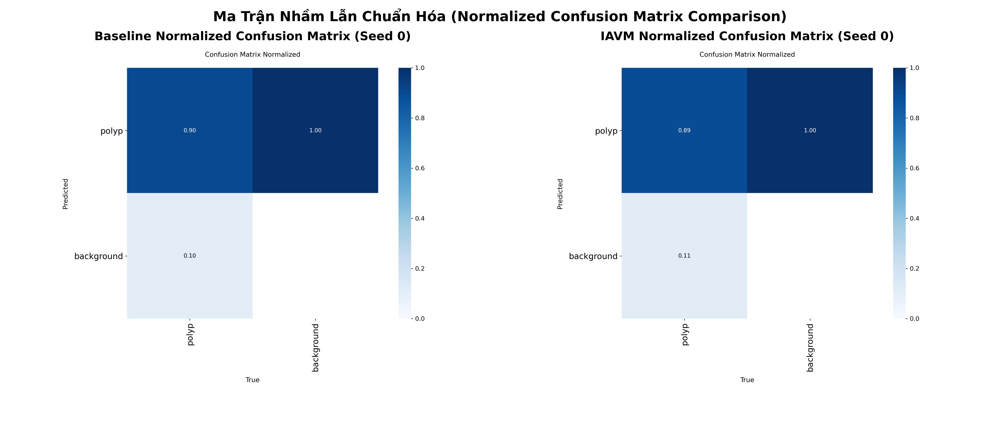 Ma Trận Nhầm Lẫn Chuẩn Hóa (Normalized Confusion Matrix Comparison)
Baseline Normalized Confusion Matrix (Seed 0)
Confusion Matrix Normalized
1.0
0.8
0.6
0.4
0.2
0.0
Predicted
polyp
0.90
1.00
background
0.10
polyp
background
True
IAVM Normalized Confusion Matrix (Seed 0)
Confusion Matrix Normalized
1.0
0.8
0.6
0.4
0.2
0.0
Predicted
polyp
0.89
1.00
background
0.11
polyp
background
True